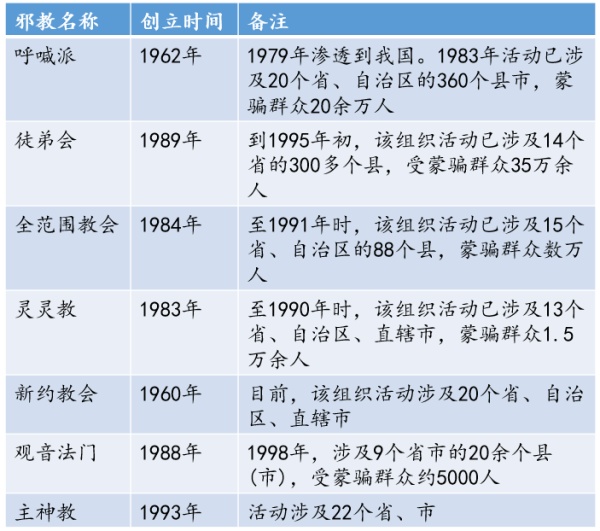 邪教名称 创立时间 备注
呼喊派 1962年 1979年渗透到我国。1983年活动已涉
及20个省、自治区的360个县市，蒙
骗群众20余万人
徒弟会 1989年 到1995年初，该组织活动已涉及14个
省的300多个县，受蒙骗群众35万余
人
全范围教会 1984年 至1991年时，该组织活动已涉及15个
省、自治区的88个县，蒙骗群众数万
人
灵灵教 1983年 至1990年时，该组织活动已涉及13个
省、自治区、直辖市，蒙骗群众1.5
万余人
新约教会 1960年 目前，该组织活动涉及20个省、自治
区、直辖市
观音法门 1988年 1998年，涉及9个省市的20余个县
(市)，受蒙骗群众约5000人
主神教 1993年 活动涉及22个省、市